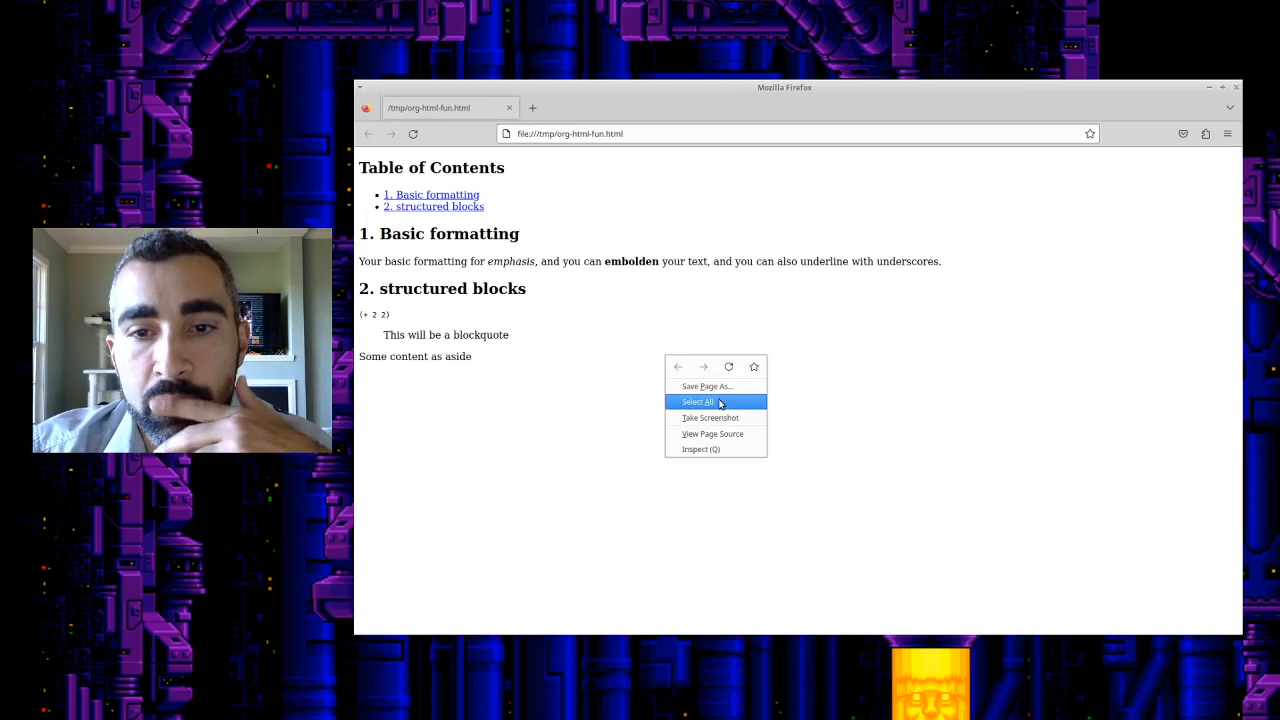 Mozilla Firefox
/tmp/org-html-fun.html
file:///tmp/org-html-fun.html
Table of Contents
1. Basic formatting
2. structured blocks
1. Basic formatting
Your basic formatting for emphasis, and you can embolden your text, and you can also underline with underscores.
2. structured blocks
(+ 2 2)
This will be a blockquote
Some content as aside
Save Page As...
Select All
Take Screenshot
View Page Source
Inspect (Q)